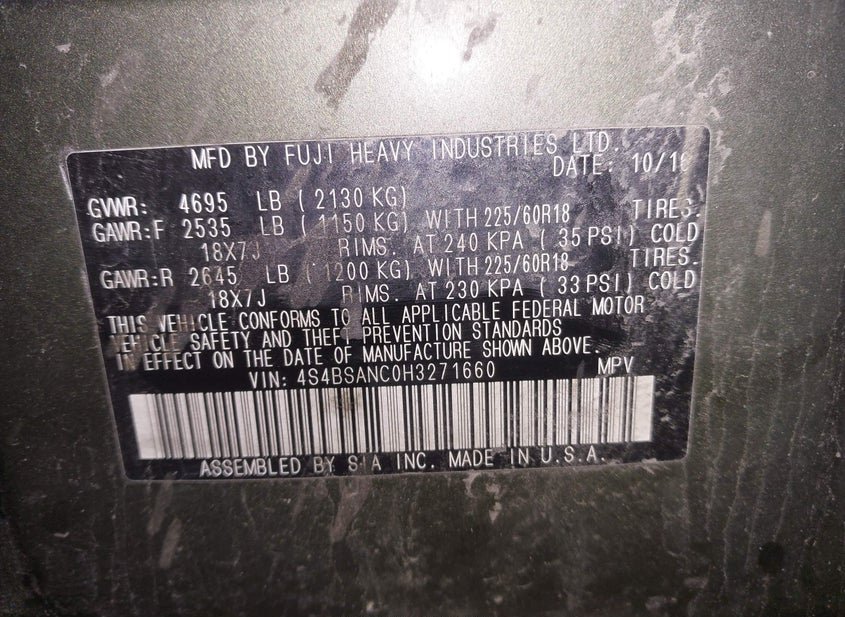 MFD BY FUJI HEAVY INDUSTRIES LTD.
DATE: 10/16
GVWR: 4695 LB ( 2130 KG)
GAWR:F 2535 LB ( 1150 KG) WITH 225/60R18 TIRES.
18X7J RIMS. AT 240 KPA ( 35 PSI) COLD
GAWR:R 2645 LB ( 1200 KG) WITH 225/60R18 TIRES.
18X7J RIMS. AT 230 KPA ( 33 PSI) COLD
THIS VEHICLE CONFORMS TO ALL APPLICABLE FEDERAL MOTOR
VEHICLE SAFETY AND THEFT PREVENTION STANDARDS
IN EFFECT ON THE DATE OF MANUFACTURE SHOWN ABOVE.
VIN: 4S4BSANC0H3271660 MPV
ASSEMBLED BY SIA INC. MADE IN U.S.A.